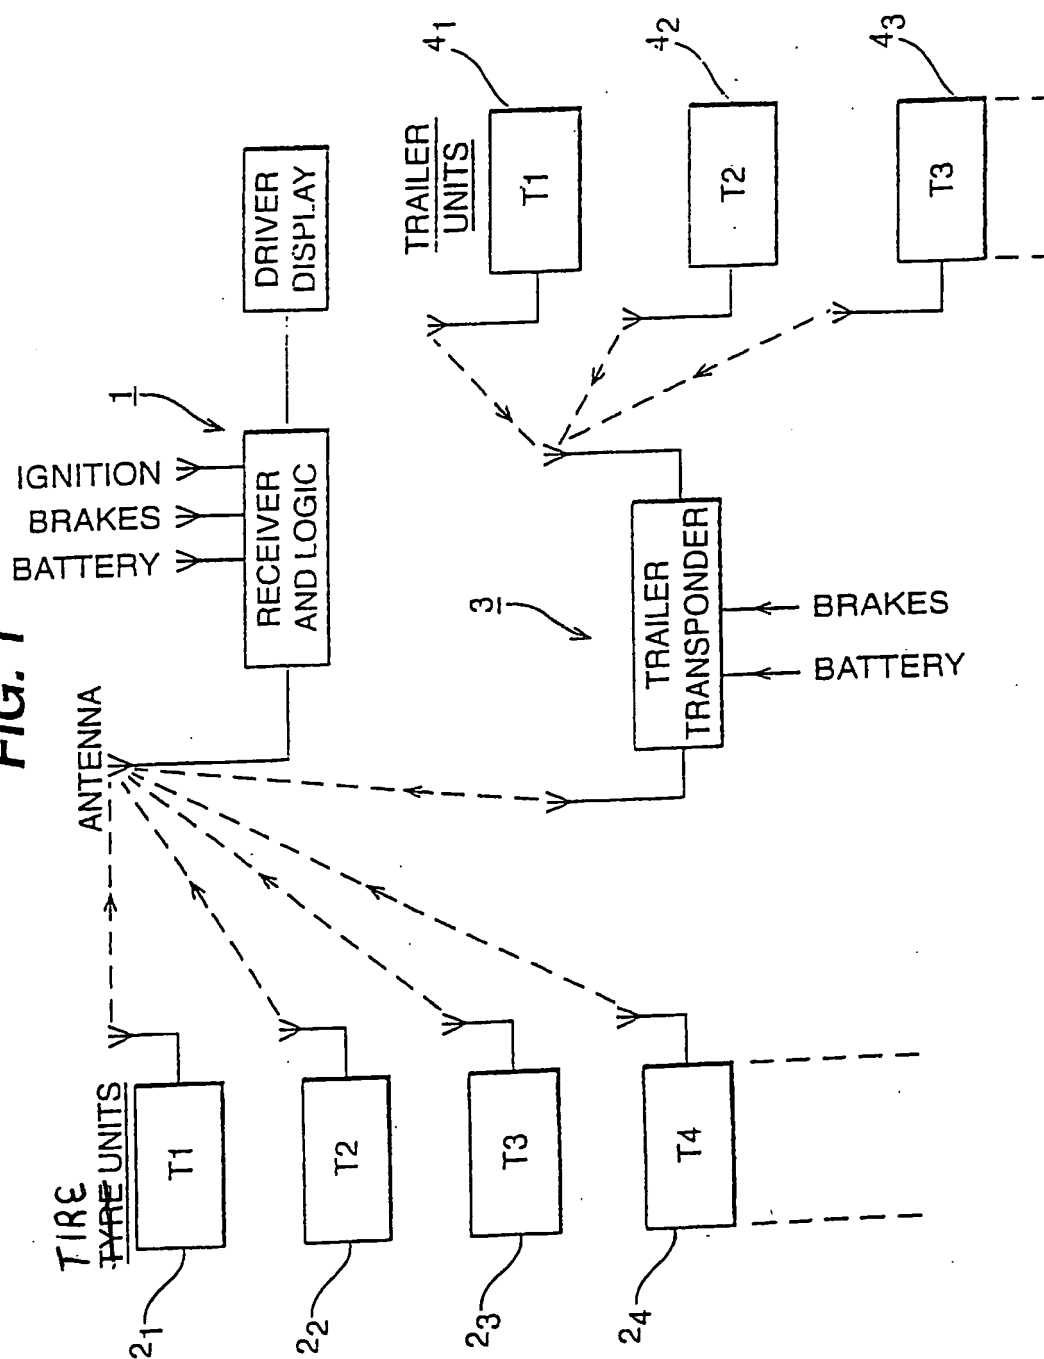 FIG. 1
TIRE
TYRE UNITS
T1
T2
T3
T4
21
22
23
24
ANTENNA
BATTERY
BRAKES
IGNITION
1
RECEIVER
AND LOGIC
DRIVER
DISPLAY
3
TRAILER
TRANSPONDER
BATTERY
BRAKES
TRAILER
UNITS
T1
T2
T3
41
42
43